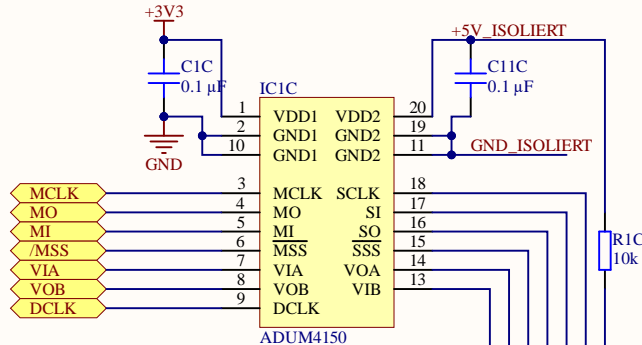 +3V3
+5V_ISOLIERT
C1C
0.1 µF
C11C
0.1 µF
IC1C
1 VDD1 VDD2 20
2 GND1 GND2 19
10 GND1 GND2 11
GND
GND_ISOLIERT
MCLK 3 MCLK SCLK 18
MO 4 MO SI 17
MI 5 MI SO 16
/MSS 6 MSS SSS 15
VIA 7 VIA VOA 14
VOB 8 VOB VIB 13
DCLK 9 DCLK
R1C
10k
ADUM4150